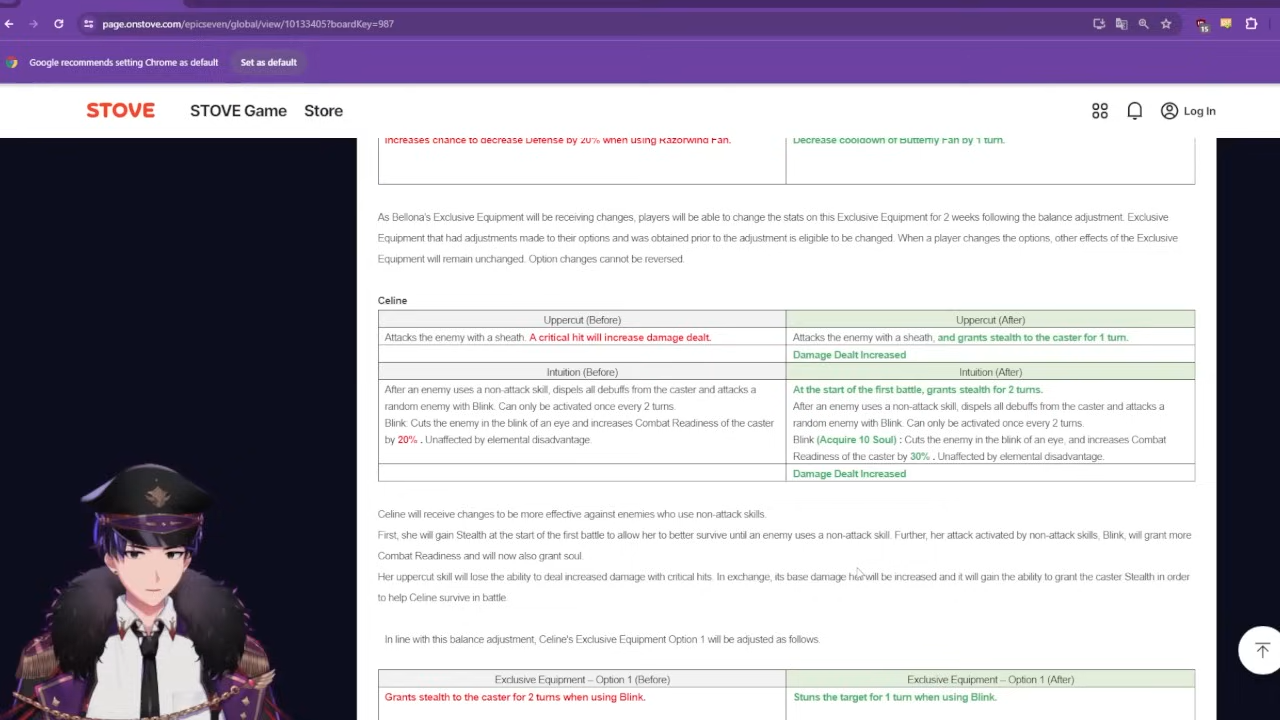 page.onstove.com/epicseven/global/view/10133405?boardKey=987
15
Google recommends setting Chrome as default
Set as default
STOVE
STOVE Game
Store
Log In
Increases chance to decrease Defense by 20% when using Razorwind Fan.
Decrease cooldown of Butterfly Fan by 1 turn.
As Bellona's Exclusive Equipment will be receiving changes, players will be able to change the stats on this Exclusive Equipment for 2 weeks following the balance adjustment. Exclusive
Equipment that had adjustments made to their options and was obtained prior to the adjustment is eligible to be changed. When a player changes the options, other effects of the Exclusive
Equipment will remain unchanged. Option changes cannot be reversed.
Celine
Uppercut (Before)
Uppercut (After)
Attacks the enemy with a sheath. A critical hit will increase damage dealt.
Attacks the enemy with a sheath, and grants stealth to the caster for 1 turn.
Damage Dealt Increased
Intuition (Before)
Intuition (After)
After an enemy uses a non-attack skill, dispels all debuffs from the caster and attacks a
random enemy with Blink. Can only be activated once every 2 turns.
Blink: Cuts the enemy in the blink of an eye and increases Combat Readiness of the caster
by 20% . Unaffected by elemental disadvantage.
At the start of the first battle, grants stealth for 2 turns.
After an enemy uses a non-attack skill, dispels all debuffs from the caster and attacks a
random enemy with Blink. Can only be activated once every 2 turns.
Blink (Acquire 10 Soul) : Cuts the enemy in the blink of an eye, and increases Combat
Readiness of the caster by 30% . Unaffected by elemental disadvantage.
Damage Dealt Increased
Celine will receive changes to be more effective against enemies who use non-attack skills.
First, she will gain Stealth at the start of the first battle to allow her to better survive until an enemy uses a non-attack skill. Further, her attack activated by non-attack skills, Blink, will grant more
Combat Readiness and will now also grant soul.
Her uppercut skill will lose the ability to deal increased damage with critical hits. In exchange, its base damage will be increased and it will gain the ability to grant the caster Stealth in order
to help Celine survive in battle.
In line with this balance adjustment, Celine's Exclusive Equipment Option 1 will be adjusted as follows.
Exclusive Equipment – Option 1 (Before)
Exclusive Equipment – Option 1 (After)
Grants stealth to the caster for 2 turns when using Blink.
Stuns the target for 1 turn when using Blink.